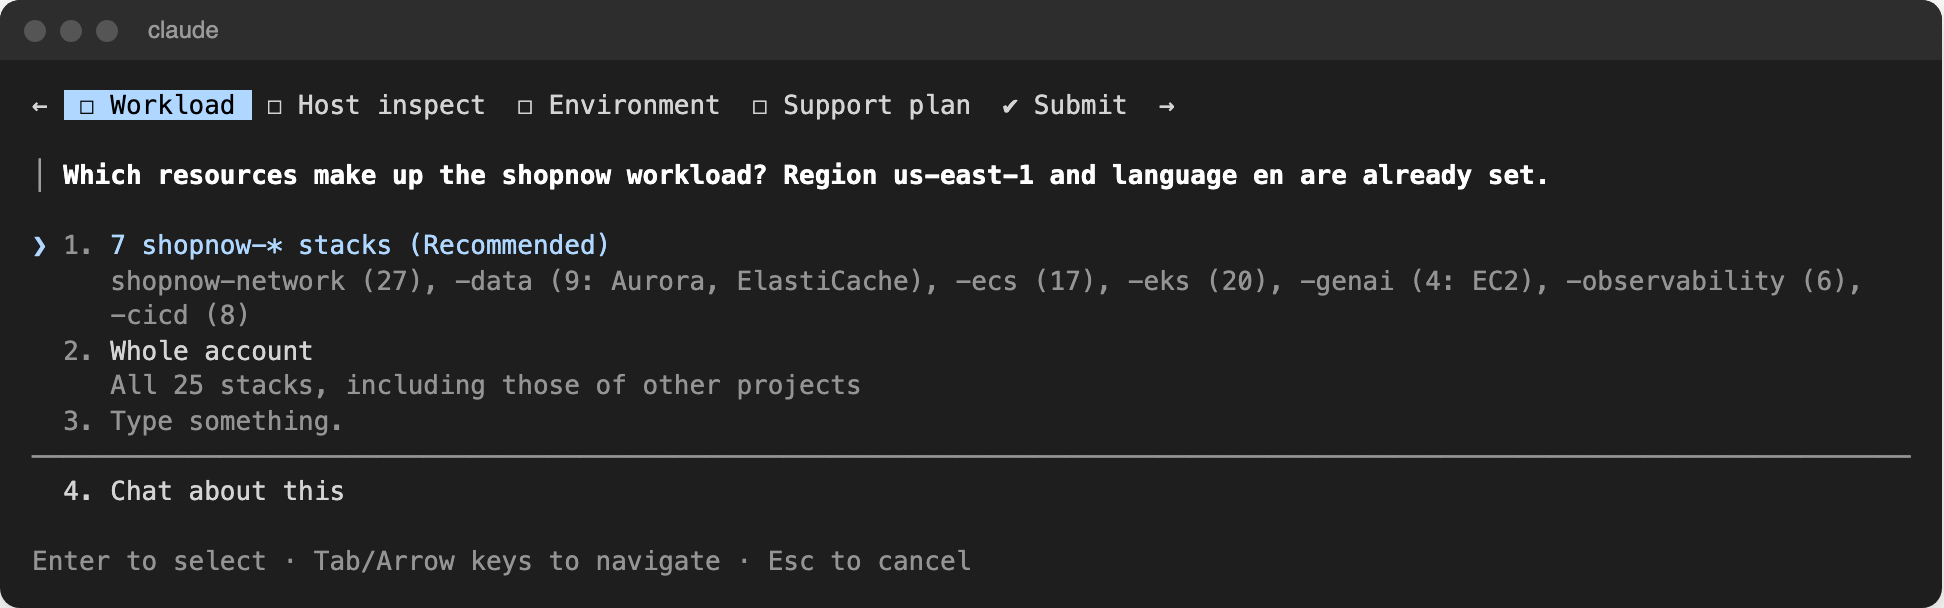 claude
← □ Workload □ Host inspect □ Environment □ Support plan ✔ Submit →
Which resources make up the shopnow workload? Region us-east-1 and language en are already set.
❯ 1. 7 shopnow-* stacks (Recommended)
shopnow-network (27), -data (9: Aurora, ElastiCache), -ecs (17), -eks (20), -genai (4: EC2), -observability (6),
-cicd (8)
2. Whole account
All 25 stacks, including those of other projects
3. Type something.
4. Chat about this
Enter to select · Tab/Arrow keys to navigate · Esc to cancel